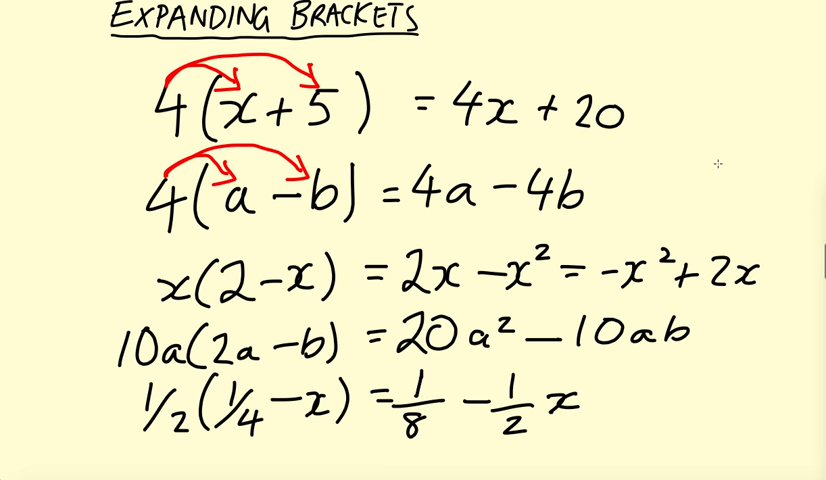 EXPANDING BRACKETS
4(x+5) = 4x + 20
4(a-b) = 4a - 4b
x(2-x) = 2x - x² = -x² + 2x
10a(2a-b) = 20a² - 10ab
1/2(1/4-x) = 1/8 - 1/2 x